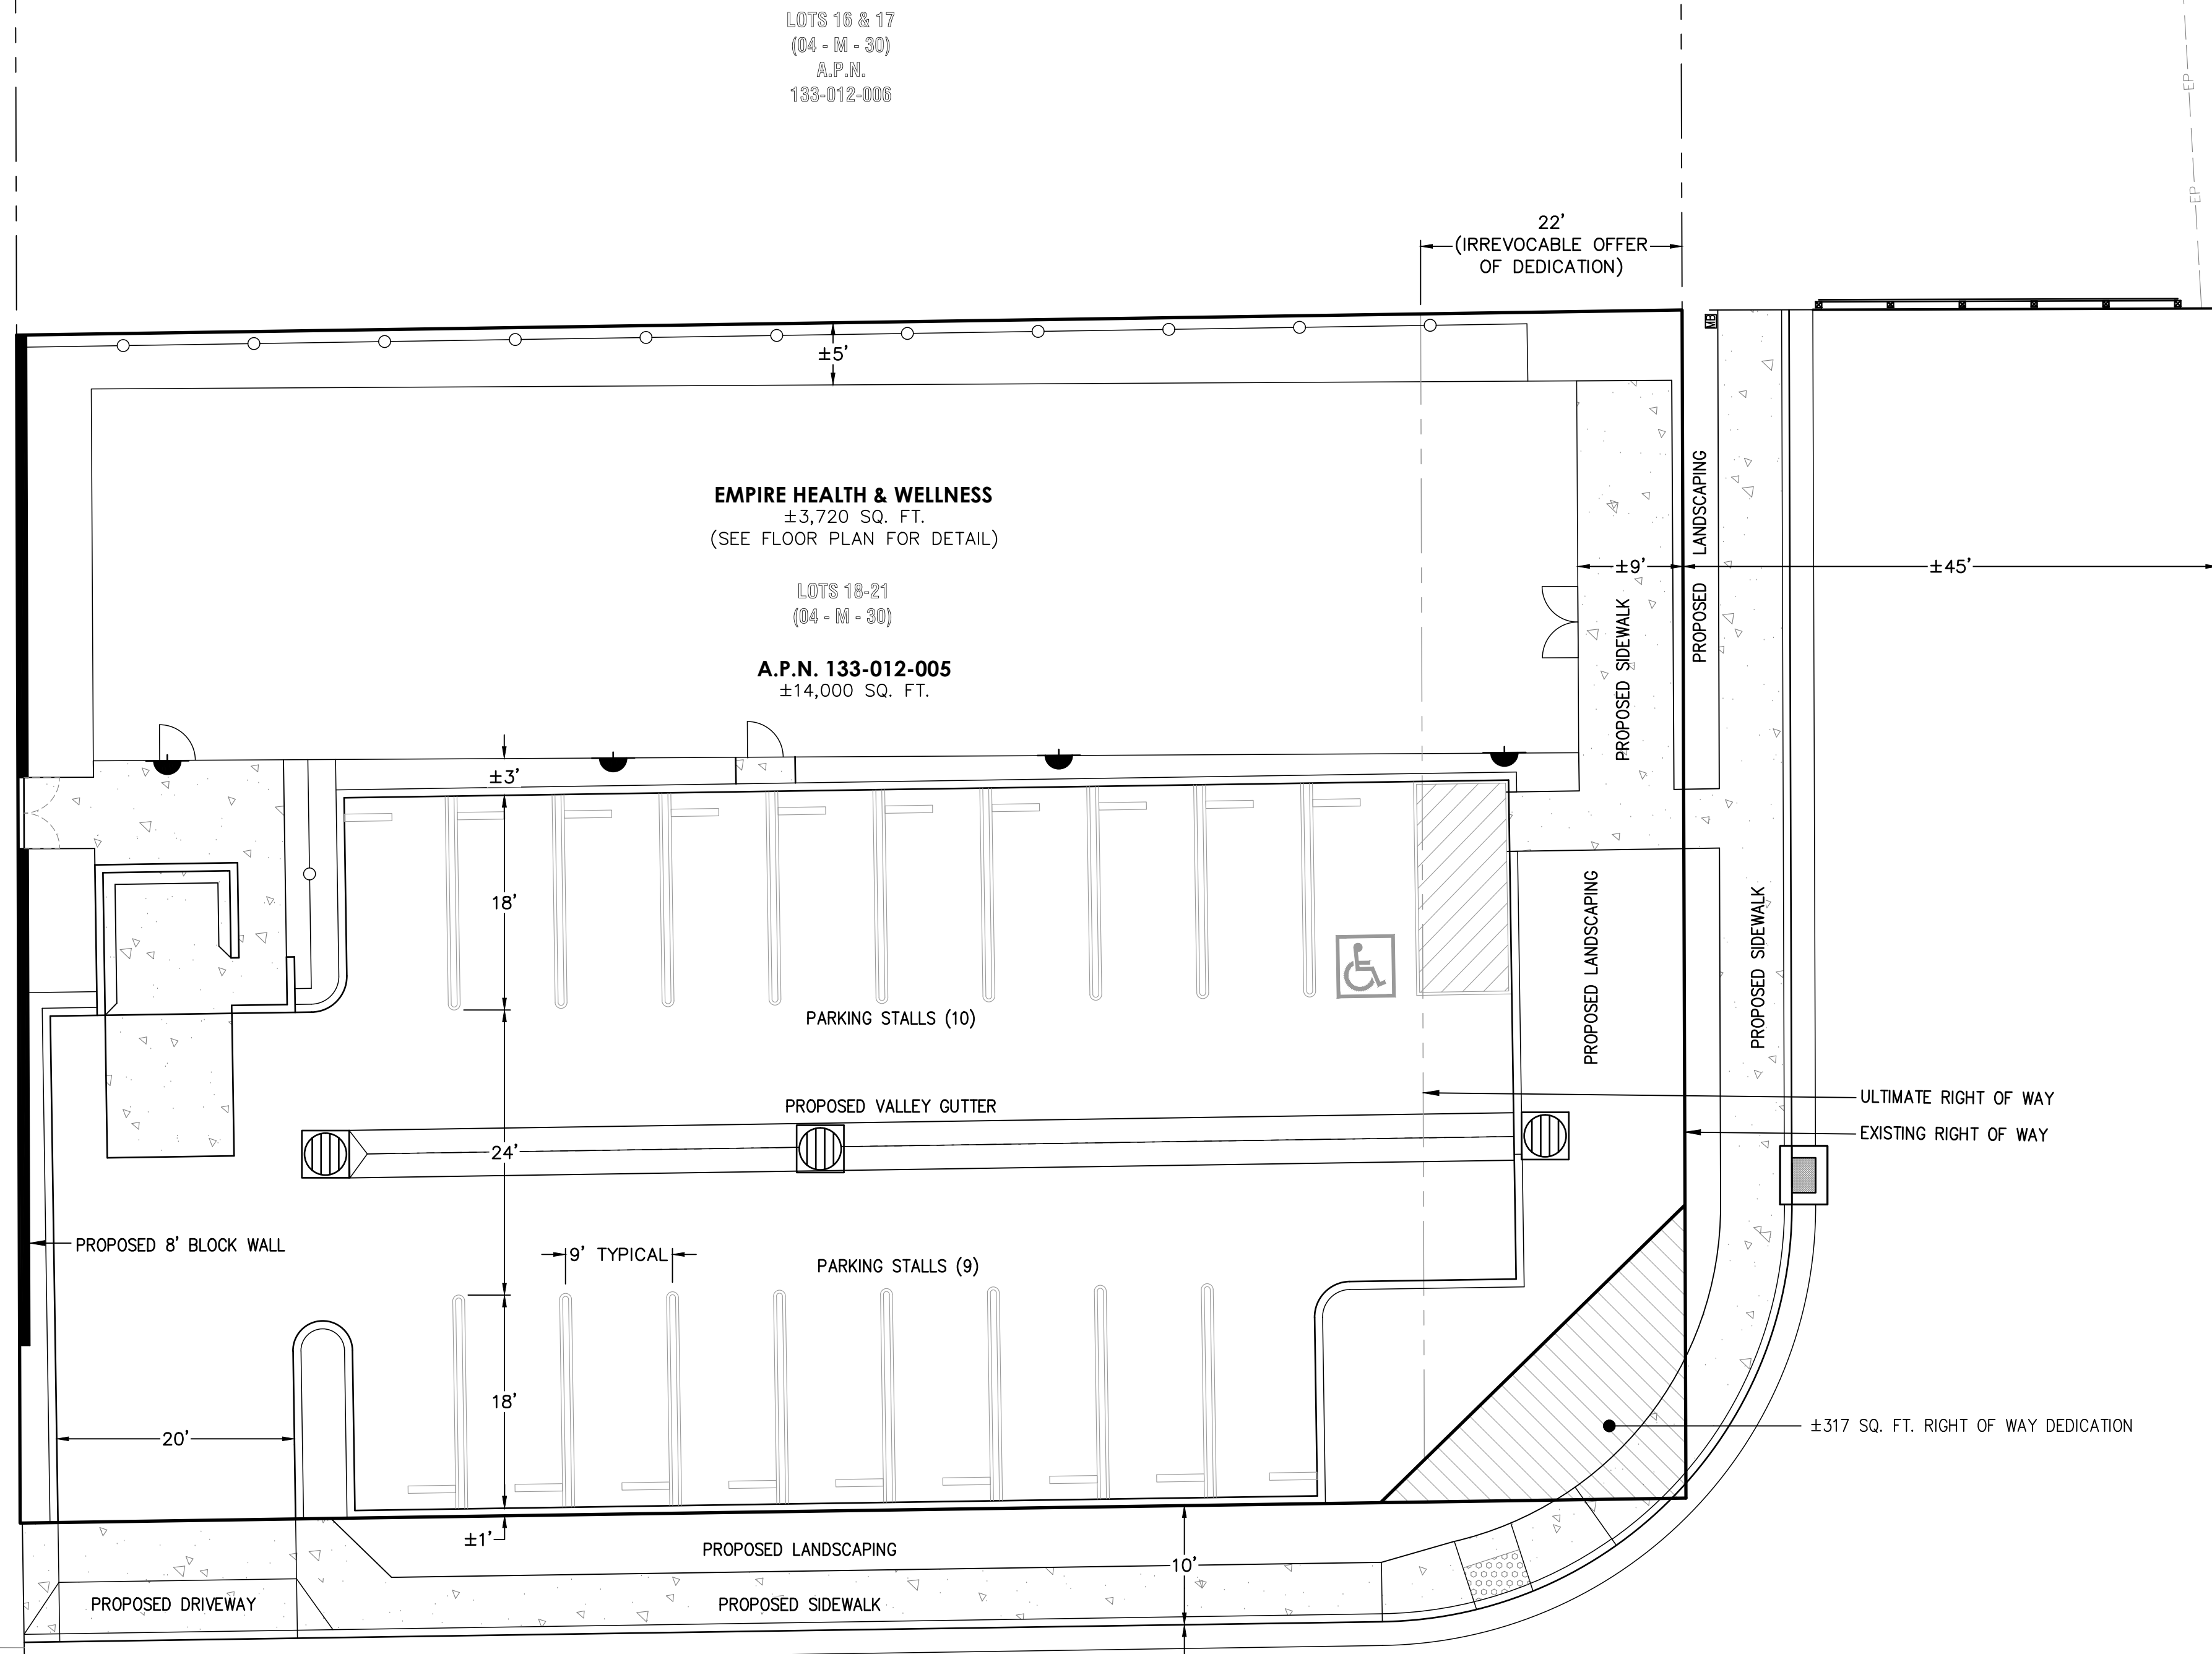 LOTS 16 & 17
(04 - M - 30)
A.P.N.
133-012-006
EP
EP
22'
(IRREVOCABLE OFFER
OF DEDICATION)
MB
±5'
EMPIRE HEALTH & WELLNESS
±3,720 SQ. FT.
(SEE FLOOR PLAN FOR DETAIL)
LOTS 18-21
(04 - M - 30)
A.P.N. 133-012-005
±14,000 SQ. FT.
±9'
±45'
PROPOSED SIDEWALK
PROPOSED LANDSCAPING
±3'
18'
PARKING STALLS (10)
PROPOSED LANDSCAPING
PROPOSED SIDEWALK
PROPOSED VALLEY GUTTER
ULTIMATE RIGHT OF WAY
EXISTING RIGHT OF WAY
24'
PROPOSED 8' BLOCK WALL
9' TYPICAL
PARKING STALLS (9)
18'
20'
±317 SQ. FT. RIGHT OF WAY DEDICATION
±1'
PROPOSED LANDSCAPING
10'
PROPOSED DRIVEWAY
PROPOSED SIDEWALK